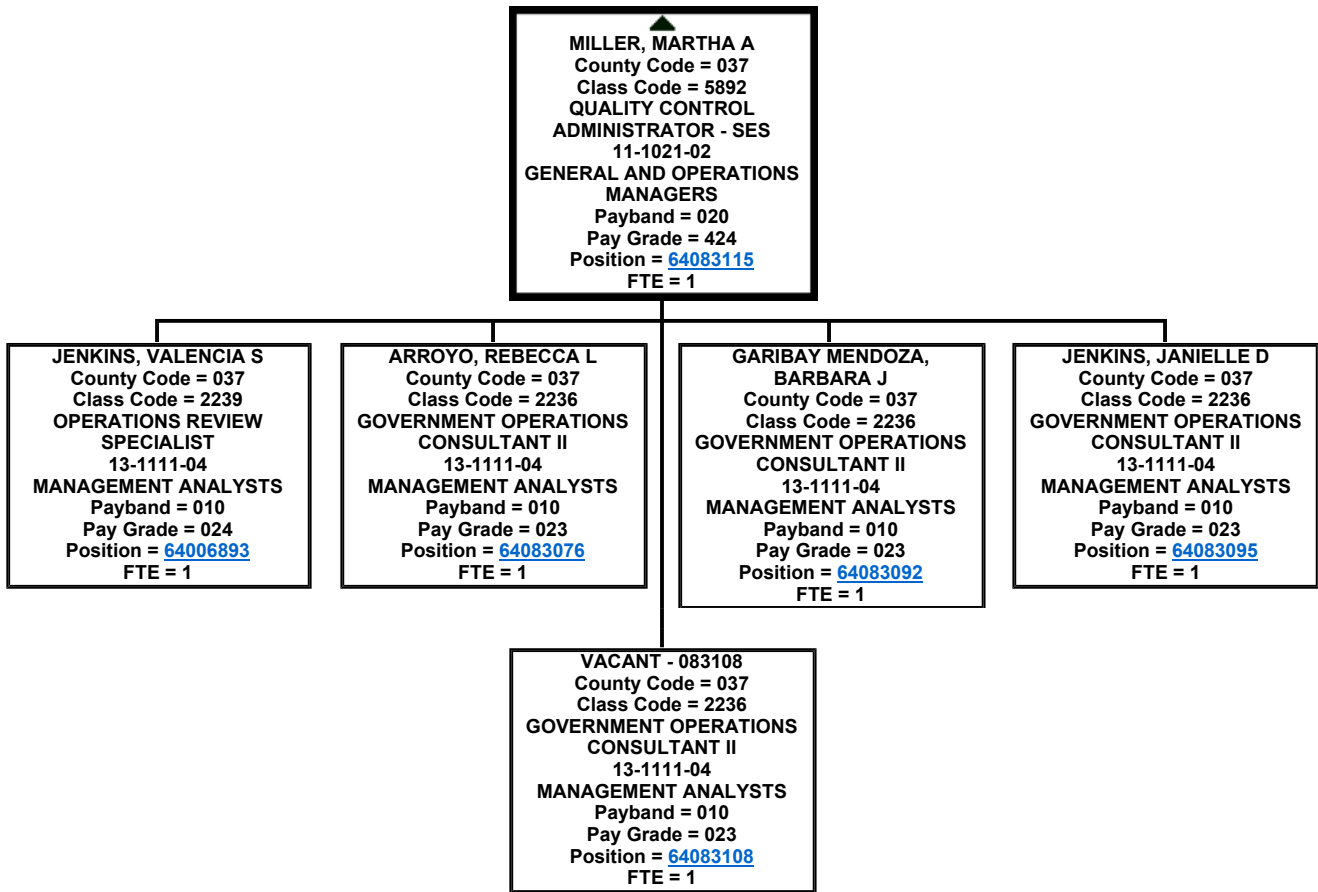 MILLER, MARTHA A
County Code = 037
Class Code = 5892
QUALITY CONTROL
ADMINISTRATOR - SES
11-1021-02
GENERAL AND OPERATIONS
MANAGERS
Payband = 020
Pay Grade = 424
Position = 64083115
FTE = 1
JENKINS, VALENCIA S
County Code = 037
Class Code = 2239
OPERATIONS REVIEW
SPECIALIST
13-1111-04
MANAGEMENT ANALYSTS
Payband = 010
Pay Grade = 024
Position = 64006893
FTE = 1
ARROYO, REBECCA L
County Code = 037
Class Code = 2236
GOVERNMENT OPERATIONS
CONSULTANT II
13-1111-04
MANAGEMENT ANALYSTS
Payband = 010
Pay Grade = 023
Position = 64083076
FTE = 1
GARIBAY MENDOZA,
BARBARA J
County Code = 037
Class Code = 2236
GOVERNMENT OPERATIONS
CONSULTANT II
13-1111-04
MANAGEMENT ANALYSTS
Payband = 010
Pay Grade = 023
Position = 64083092
FTE = 1
JENKINS, JANIELLE D
County Code = 037
Class Code = 2236
GOVERNMENT OPERATIONS
CONSULTANT II
13-1111-04
MANAGEMENT ANALYSTS
Payband = 010
Pay Grade = 023
Position = 64083095
FTE = 1
VACANT - 083108
County Code = 037
Class Code = 2236
GOVERNMENT OPERATIONS
CONSULTANT II
13-1111-04
MANAGEMENT ANALYSTS
Payband = 010
Pay Grade = 023
Position = 64083108
FTE = 1